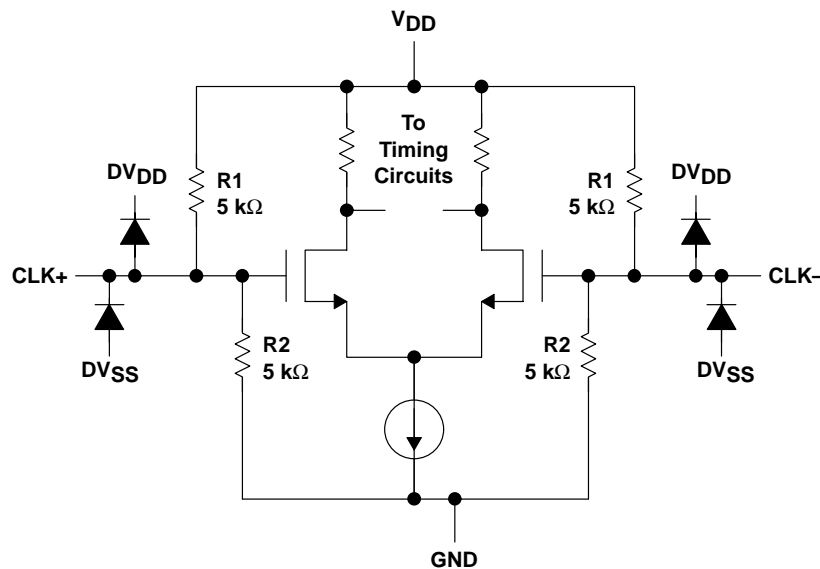 VDD
To
Timing
Circuits
DVDD
R1
5 kΩ
R1
5 kΩ
DVDD
CLK+
CLK–
DVSS
R2
5 kΩ
R2
5 kΩ
DVSS
GND